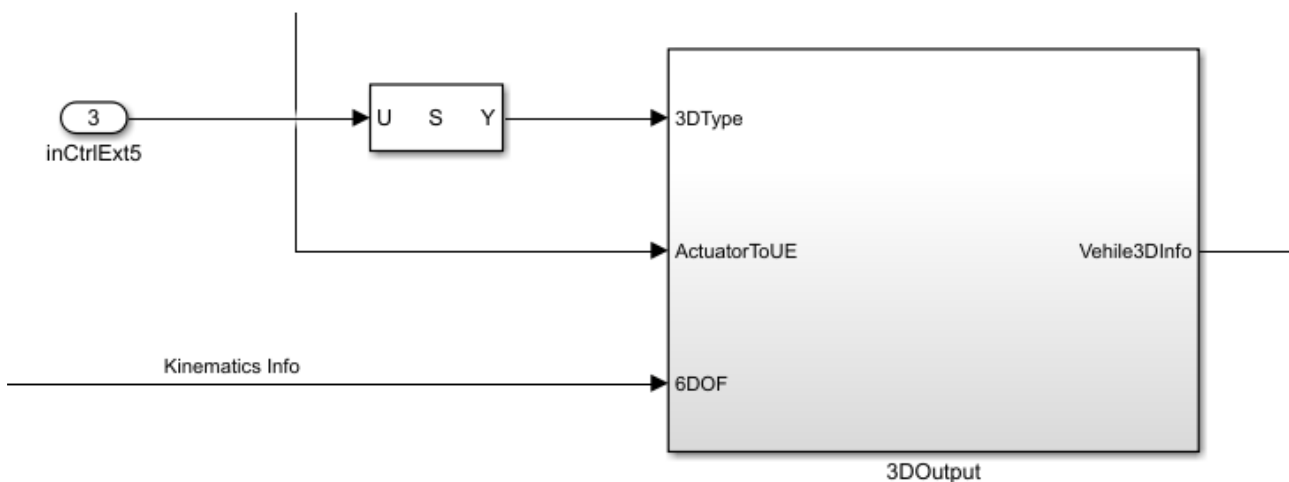 3
inCtrlExt5
U S Y
3DType
ActuatorToUE
Vehile3DInfo
Kinematics Info
6DOF
3DOutput